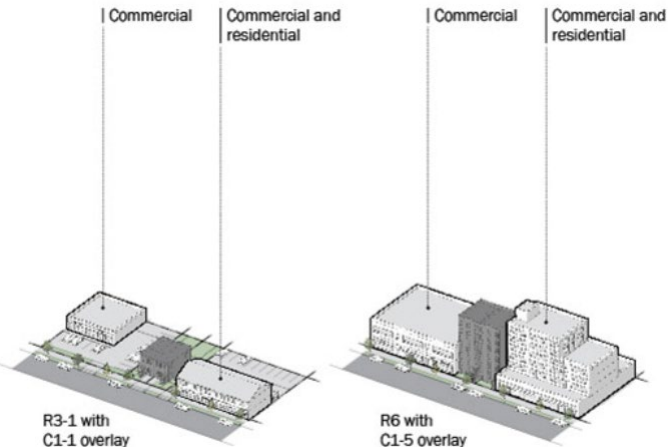 Commercial
Commercial and
residential
Commercial
Commercial and
residential
R3-1 with
C1-1 overlay
R6 with
C1-5 overlay